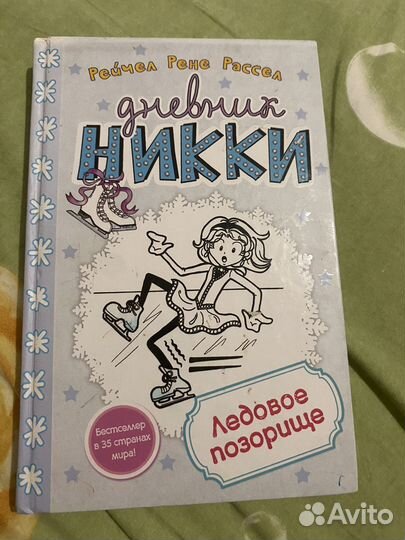 Рейчел Рене Рассел
дневник
НИККИ
Бестселлер
в 35 странах
мира!
Ледовое
позорище
Avito